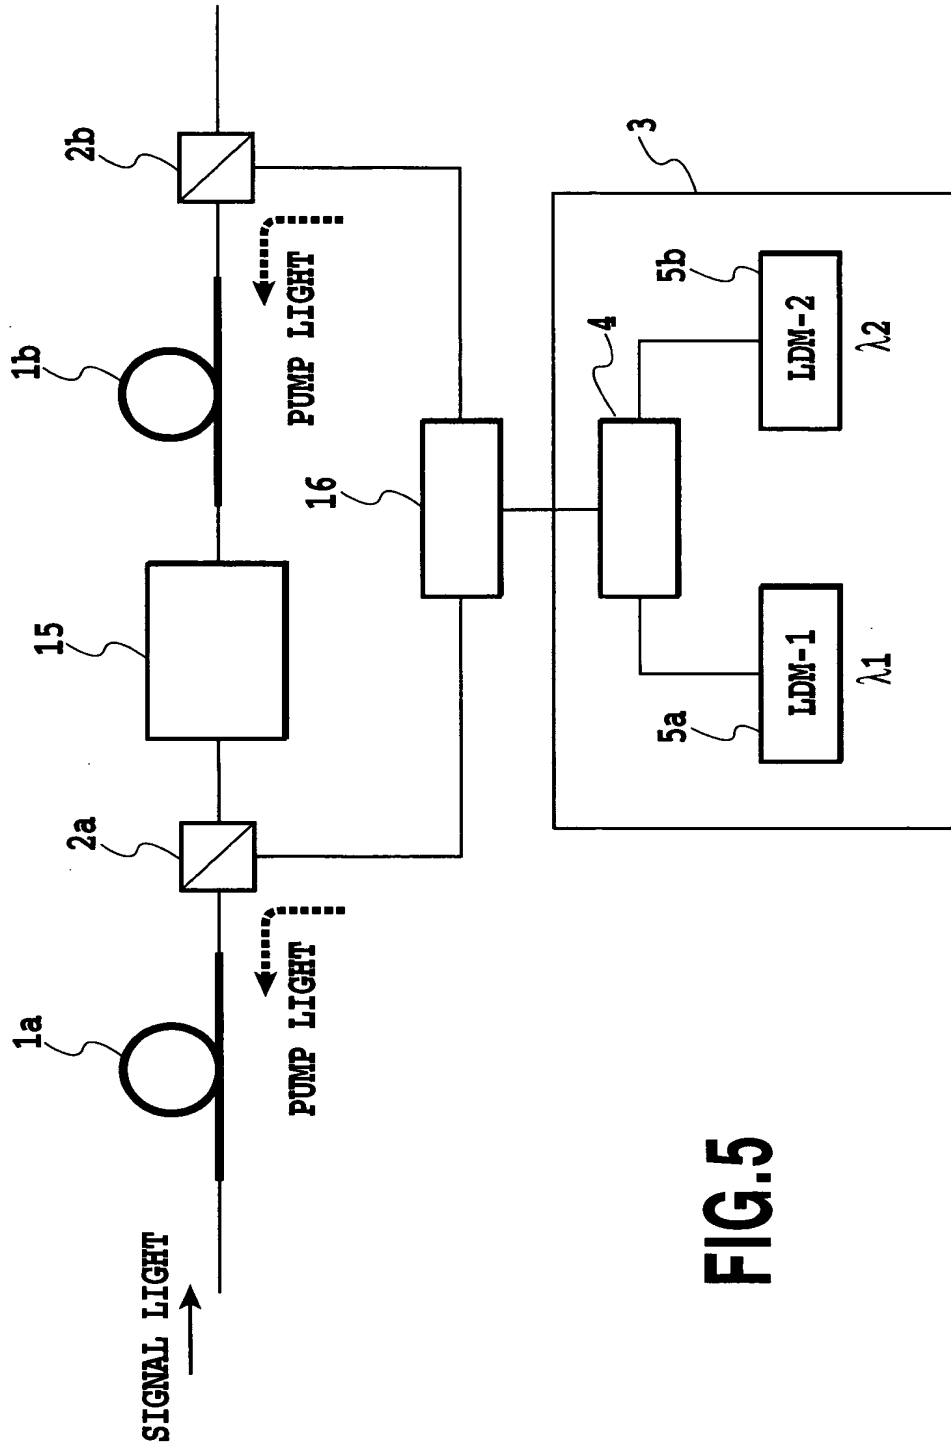 SIGNAL LIGHT
1a
2a
15
1b
2b
PUMP LIGHT
PUMP LIGHT
16
4
3
5a
LDM-1
λ1
5b
LDM-2
λ2
FIG.5